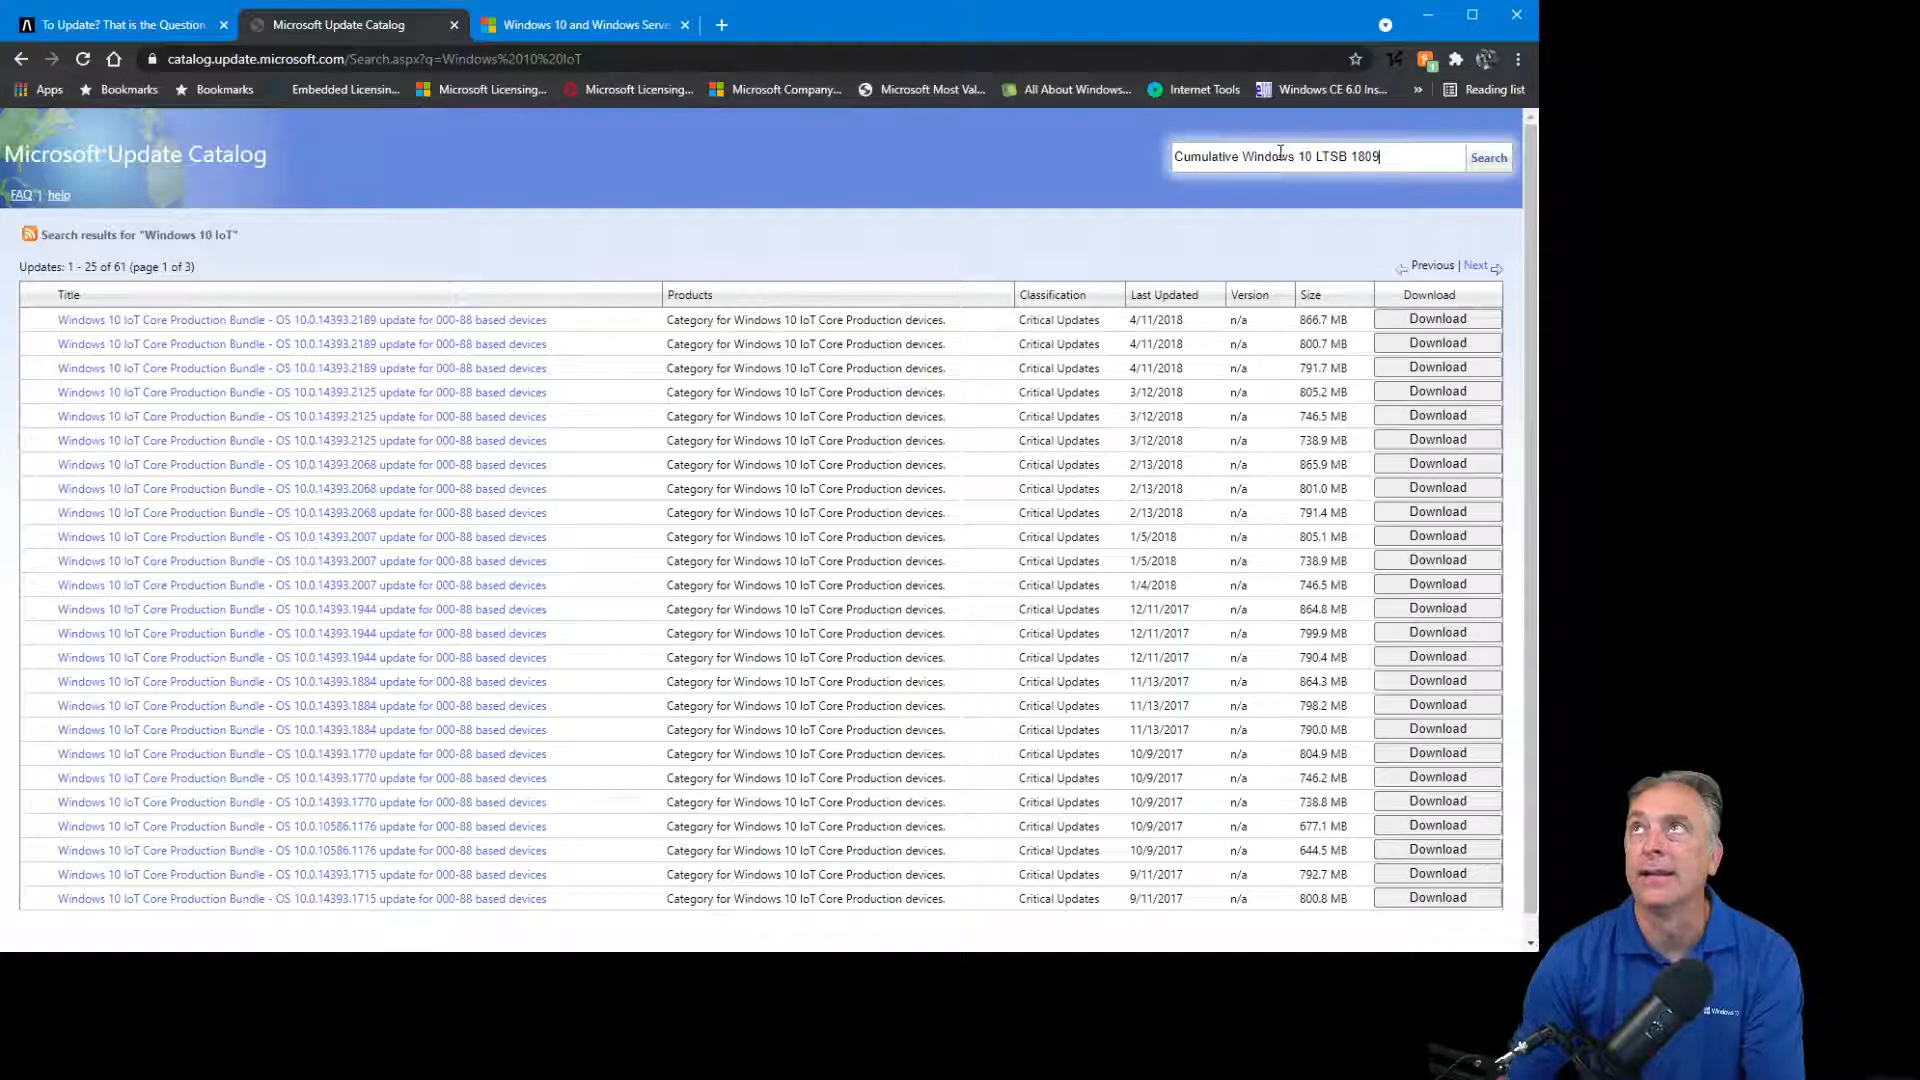 To Update? That is the Question
Microsoft Update Catalog
Windows 10 and Windows Serve
catalog.update.microsoft.com/Search.aspx?q=Windows%2010%20IoT
Apps
Bookmarks
Bookmarks
Embedded Licensin...
Microsoft Licensing...
Microsoft Licensing...
Microsoft Company...
Microsoft Most Val...
All About Windows...
Internet Tools
Windows CE 6.0 Ins...
»
Reading list
Microsoft Update Catalog
Cumulative Windows 10 LTSB 1809
Search
FAQ | help
Search results for "Windows 10 IoT"
Updates: 1 - 25 of 61 (page 1 of 3)
Previous | Next
Title Products Classification Last Updated Version Size Download
Windows 10 IoT Core Production Bundle - OS 10.0.14393.2189 update for 000-88 based devices Category for Windows 10 IoT Core Production devices. Critical Updates 4/11/2018 n/a 866.7 MB Download
Windows 10 IoT Core Production Bundle - OS 10.0.14393.2189 update for 000-88 based devices Category for Windows 10 IoT Core Production devices. Critical Updates 4/11/2018 n/a 800.7 MB Download
Windows 10 IoT Core Production Bundle - OS 10.0.14393.2189 update for 000-88 based devices Category for Windows 10 IoT Core Production devices. Critical Updates 4/11/2018 n/a 791.7 MB Download
Windows 10 IoT Core Production Bundle - OS 10.0.14393.2125 update for 000-88 based devices Category for Windows 10 IoT Core Production devices. Critical Updates 3/12/2018 n/a 805.2 MB Download
Windows 10 IoT Core Production Bundle - OS 10.0.14393.2125 update for 000-88 based devices Category for Windows 10 IoT Core Production devices. Critical Updates 3/12/2018 n/a 746.5 MB Download
Windows 10 IoT Core Production Bundle - OS 10.0.14393.2125 update for 000-88 based devices Category for Windows 10 IoT Core Production devices. Critical Updates 3/12/2018 n/a 738.9 MB Download
Windows 10 IoT Core Production Bundle - OS 10.0.14393.2068 update for 000-88 based devices Category for Windows 10 IoT Core Production devices. Critical Updates 2/13/2018 n/a 865.9 MB Download
Windows 10 IoT Core Production Bundle - OS 10.0.14393.2068 update for 000-88 based devices Category for Windows 10 IoT Core Production devices. Critical Updates 2/13/2018 n/a 801.0 MB Download
Windows 10 IoT Core Production Bundle - OS 10.0.14393.2068 update for 000-88 based devices Category for Windows 10 IoT Core Production devices. Critical Updates 2/13/2018 n/a 791.4 MB Download
Windows 10 IoT Core Production Bundle - OS 10.0.14393.2007 update for 000-88 based devices Category for Windows 10 IoT Core Production devices. Critical Updates 1/5/2018 n/a 805.1 MB Download
Windows 10 IoT Core Production Bundle - OS 10.0.14393.2007 update for 000-88 based devices Category for Windows 10 IoT Core Production devices. Critical Updates 1/5/2018 n/a 738.9 MB Download
Windows 10 IoT Core Production Bundle - OS 10.0.14393.2007 update for 000-88 based devices Category for Windows 10 IoT Core Production devices. Critical Updates 1/4/2018 n/a 746.5 MB Download
Windows 10 IoT Core Production Bundle - OS 10.0.14393.1944 update for 000-88 based devices Category for Windows 10 IoT Core Production devices. Critical Updates 12/11/2017 n/a 864.8 MB Download
Windows 10 IoT Core Production Bundle - OS 10.0.14393.1944 update for 000-88 based devices Category for Windows 10 IoT Core Production devices. Critical Updates 12/11/2017 n/a 799.9 MB Download
Windows 10 IoT Core Production Bundle - OS 10.0.14393.1944 update for 000-88 based devices Category for Windows 10 IoT Core Production devices. Critical Updates 12/11/2017 n/a 790.4 MB Download
Windows 10 IoT Core Production Bundle - OS 10.0.14393.1884 update for 000-88 based devices Category for Windows 10 IoT Core Production devices. Critical Updates 11/13/2017 n/a 864.3 MB Download
Windows 10 IoT Core Production Bundle - OS 10.0.14393.1884 update for 000-88 based devices Category for Windows 10 IoT Core Production devices. Critical Updates 11/13/2017 n/a 798.2 MB Download
Windows 10 IoT Core Production Bundle - OS 10.0.14393.1884 update for 000-88 based devices Category for Windows 10 IoT Core Production devices. Critical Updates 11/13/2017 n/a 790.0 MB Download
Windows 10 IoT Core Production Bundle - OS 10.0.14393.1770 update for 000-88 based devices Category for Windows 10 IoT Core Production devices. Critical Updates 10/9/2017 n/a 804.9 MB Download
Windows 10 IoT Core Production Bundle - OS 10.0.14393.1770 update for 000-88 based devices Category for Windows 10 IoT Core Production devices. Critical Updates 10/9/2017 n/a 746.2 MB Download
Windows 10 IoT Core Production Bundle - OS 10.0.14393.1770 update for 000-88 based devices Category for Windows 10 IoT Core Production devices. Critical Updates 10/9/2017 n/a 738.8 MB Download
Windows 10 IoT Core Production Bundle - OS 10.0.10586.1176 update for 000-88 based devices Category for Windows 10 IoT Core Production devices. Critical Updates 10/9/2017 n/a 677.1 MB Download
Windows 10 IoT Core Production Bundle - OS 10.0.10586.1176 update for 000-88 based devices Category for Windows 10 IoT Core Production devices. Critical Updates 10/9/2017 n/a 644.5 MB Download
Windows 10 IoT Core Production Bundle - OS 10.0.14393.1715 update for 000-88 based devices Category for Windows 10 IoT Core Production devices. Critical Updates 9/11/2017 n/a 792.7 MB Download
Windows 10 IoT Core Production Bundle - OS 10.0.14393.1715 update for 000-88 based devices Category for Windows 10 IoT Core Production devices. Critical Updates 9/11/2017 n/a 800.8 MB Download
Windows 10